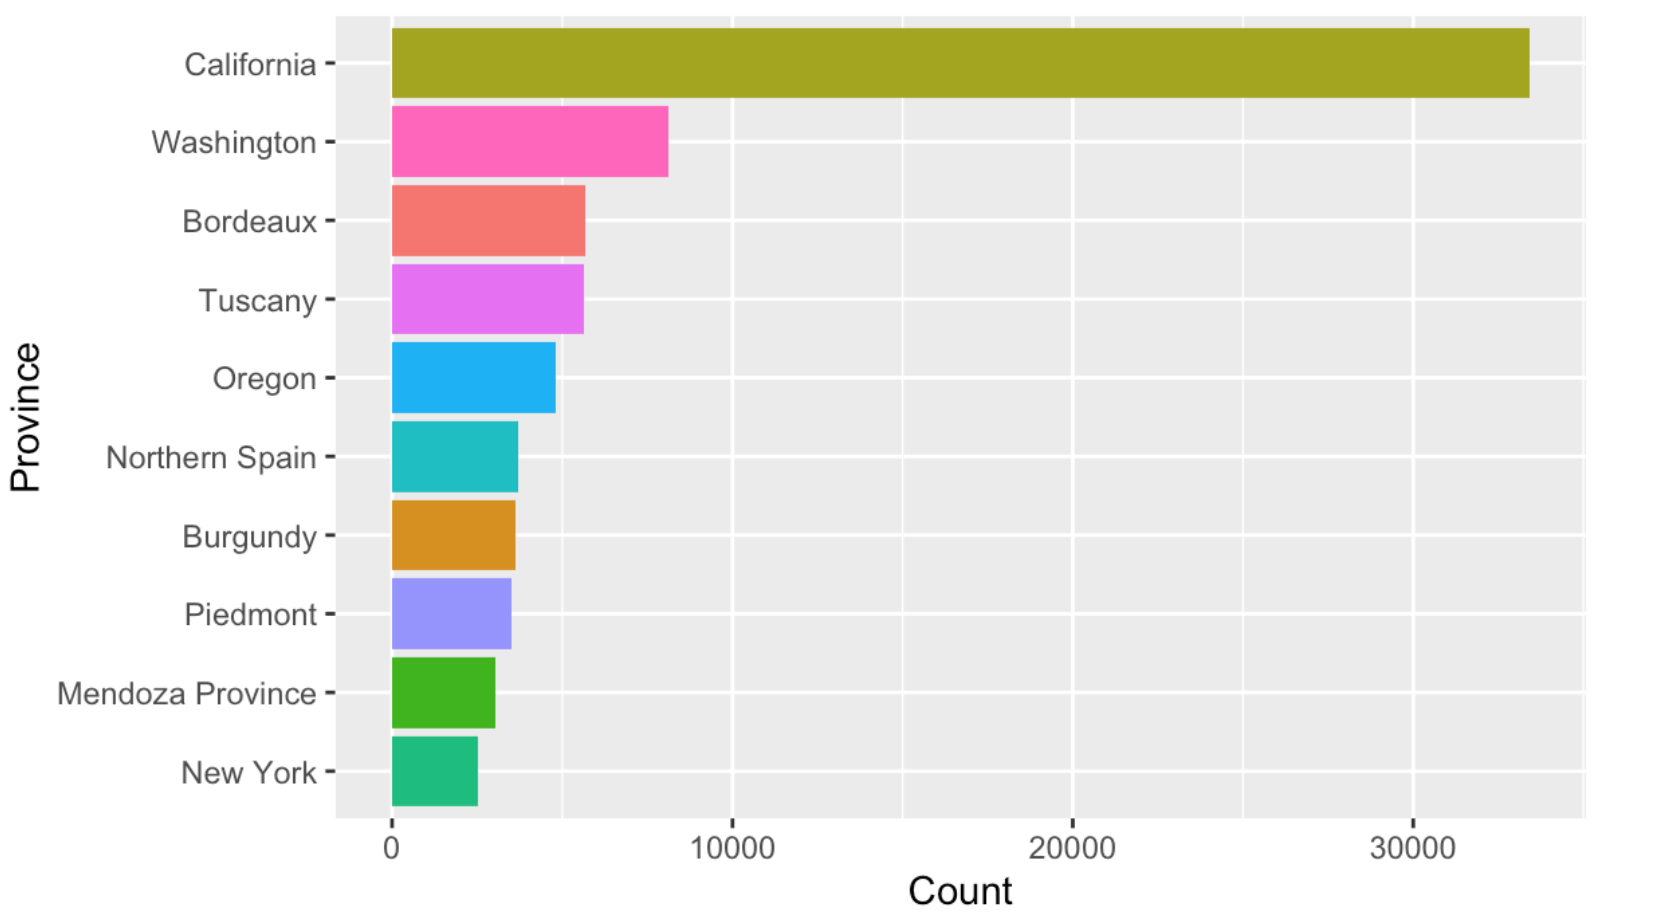 California
Washington
Bordeaux
Tuscany
Oregon
Northern Spain
Burgundy
Piedmont
Mendoza Province
New York
Province
0 10000 20000 30000
Count